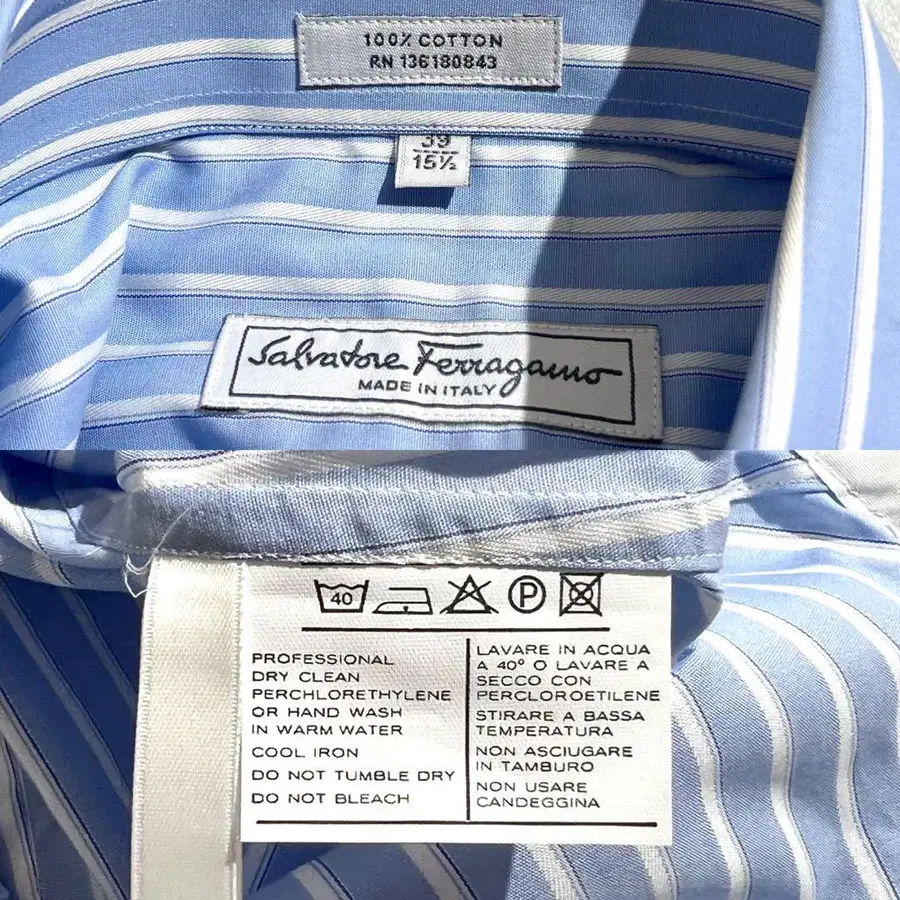 100% COTTON
RN 136180843
39
15½
Salvatore Ferragamo
MADE IN ITALY
40
P
PROFESSIONAL
DRY CLEAN
PERCHLORETHYLENE
OR HAND WASH
IN WARM WATER
COOL IRON
DO NOT TUMBLE DRY
DO NOT BLEACH
LAVARE IN ACQUA
A 40° O LAVARE A
SECCO CON
PERCLOROETILENE
STIRARE A BASSA
TEMPERATURA
NON ASCIUGARE
IN TAMBURO
NON USARE
CANDEGGINA